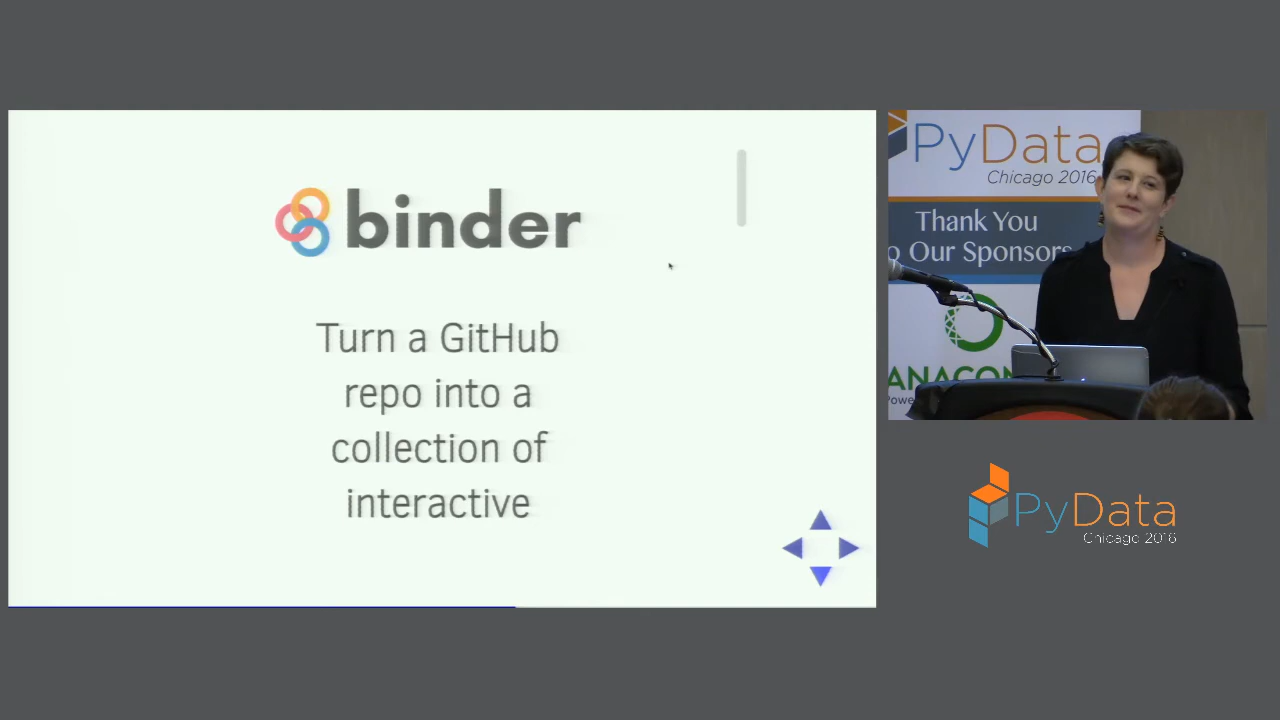 binder
Turn a GitHub
repo into a
collection of
interactive
PyData
Chicago 2016
Thank You
o Our Sponsors
ANACON
Powe
PyData
Chicago 2016